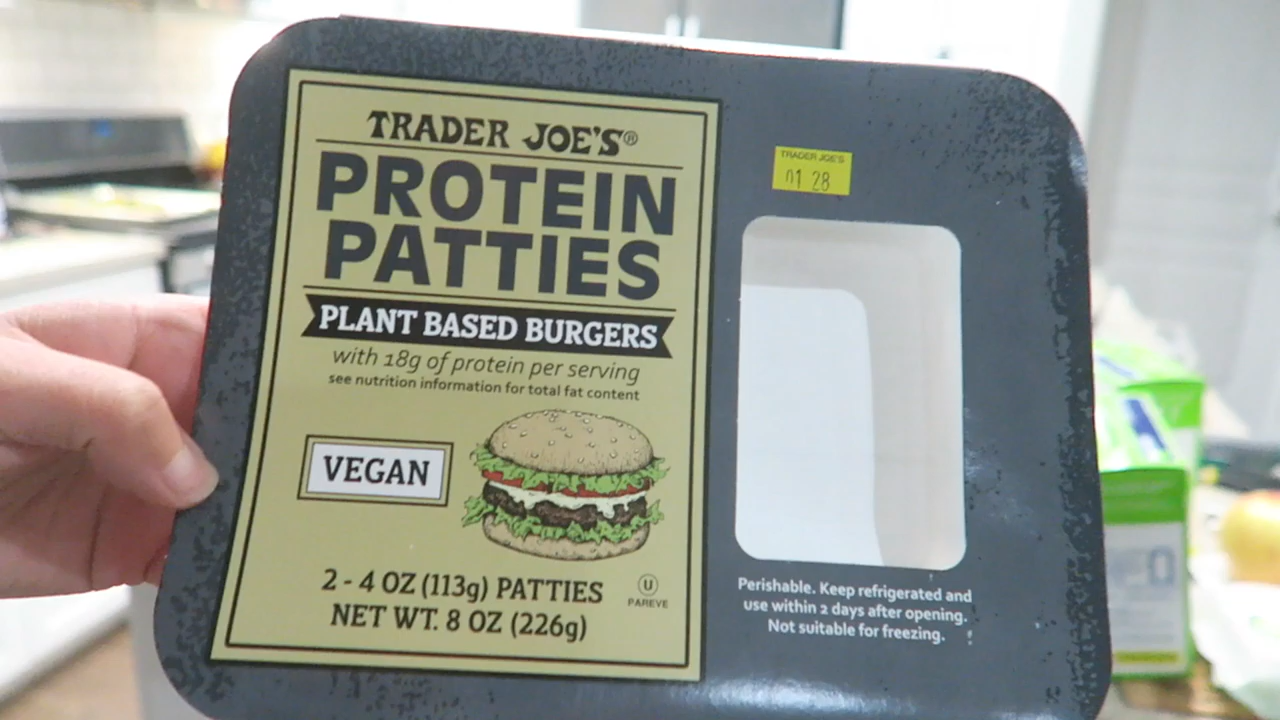 TRADER JOE'S®
PROTEIN
PATTIES
PLANT BASED BURGERS
with 18g of protein per serving
see nutrition information for total fat content
VEGAN
2 - 4 OZ (113g) PATTIES
NET WT. 8 OZ (226g)
U
PAREVE
TRADER JOE'S
01 28
Perishable. Keep refrigerated and
use within 2 days after opening.
Not suitable for freezing.